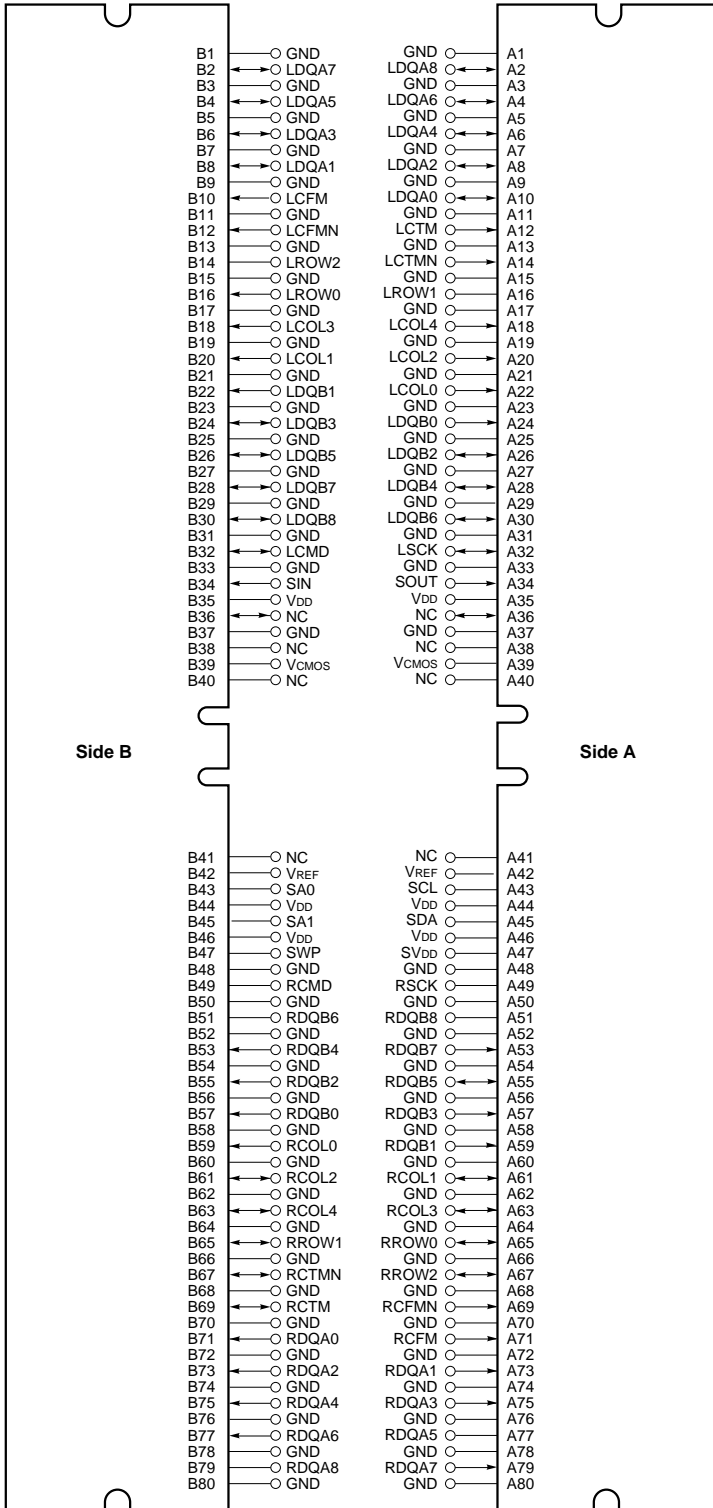 B1 GND GND A1
B2 LDQA7 LDQA8 A2
B3 GND GND A3
B4 LDQA5 LDQA6 A4
B5 GND GND A5
B6 LDQA3 LDQA4 A6
B7 GND GND A7
B8 LDQA1 LDQA2 A8
B9 GND GND A9
B10 LCFM LDQA0 A10
B11 GND GND A11
B12 LCFMN LCTM A12
B13 GND GND A13
B14 LROW2 LCTMN A14
B15 GND GND A15
B16 LROW0 LROW1 A16
B17 GND GND A17
B18 LCOL3 LCOL4 A18
B19 GND GND A19
B20 LCOL1 LCOL2 A20
B21 GND GND A21
B22 LDQB1 LCOL0 A22
B23 GND GND A23
B24 LDQB3 LDQB0 A24
B25 GND GND A25
B26 LDQB5 LDQB2 A26
B27 GND GND A27
B28 LDQB7 LDQB4 A28
B29 GND GND A29
B30 LDQB8 LDQB6 A30
B31 GND GND A31
B32 LCMD LSCK A32
B33 GND GND A33
B34 SIN SOUT A34
B35 VDD VDD A35
B36 NC NC A36
B37 GND GND A37
B38 NC NC A38
B39 VCMOS VCMOS A39
B40 NC NC A40
Side B Side A
B41 NC NC A41
B42 VREF VREF A42
B43 SA0 SCL A43
B44 VDD VDD A44
B45 SA1 SDA A45
B46 VDD VDD A46
B47 SWP SVDD A47
B48 GND GND A48
B49 RCMD RSCK A49
B50 GND GND A50
B51 RDQB6 RDQB8 A51
B52 GND GND A52
B53 RDQB4 RDQB7 A53
B54 GND GND A54
B55 RDQB2 RDQB5 A55
B56 GND GND A56
B57 RDQB0 RDQB3 A57
B58 GND GND A58
B59 RCOL0 RDQB1 A59
B60 GND GND A60
B61 RCOL2 RCOL1 A61
B62 GND GND A62
B63 RCOL4 RCOL3 A63
B64 GND GND A64
B65 RROW1 RROW0 A65
B66 GND GND A66
B67 RCTMN RROW2 A67
B68 GND GND A68
B69 RCTM RCFMN A69
B70 GND GND A70
B71 RDQA0 RCFM A71
B72 GND GND A72
B73 RDQA2 RDQA1 A73
B74 GND GND A74
B75 RDQA4 RDQA3 A75
B76 GND GND A76
B77 RDQA6 RDQA5 A77
B78 GND GND A78
B79 RDQA8 RDQA7 A79
B80 GND GND A80